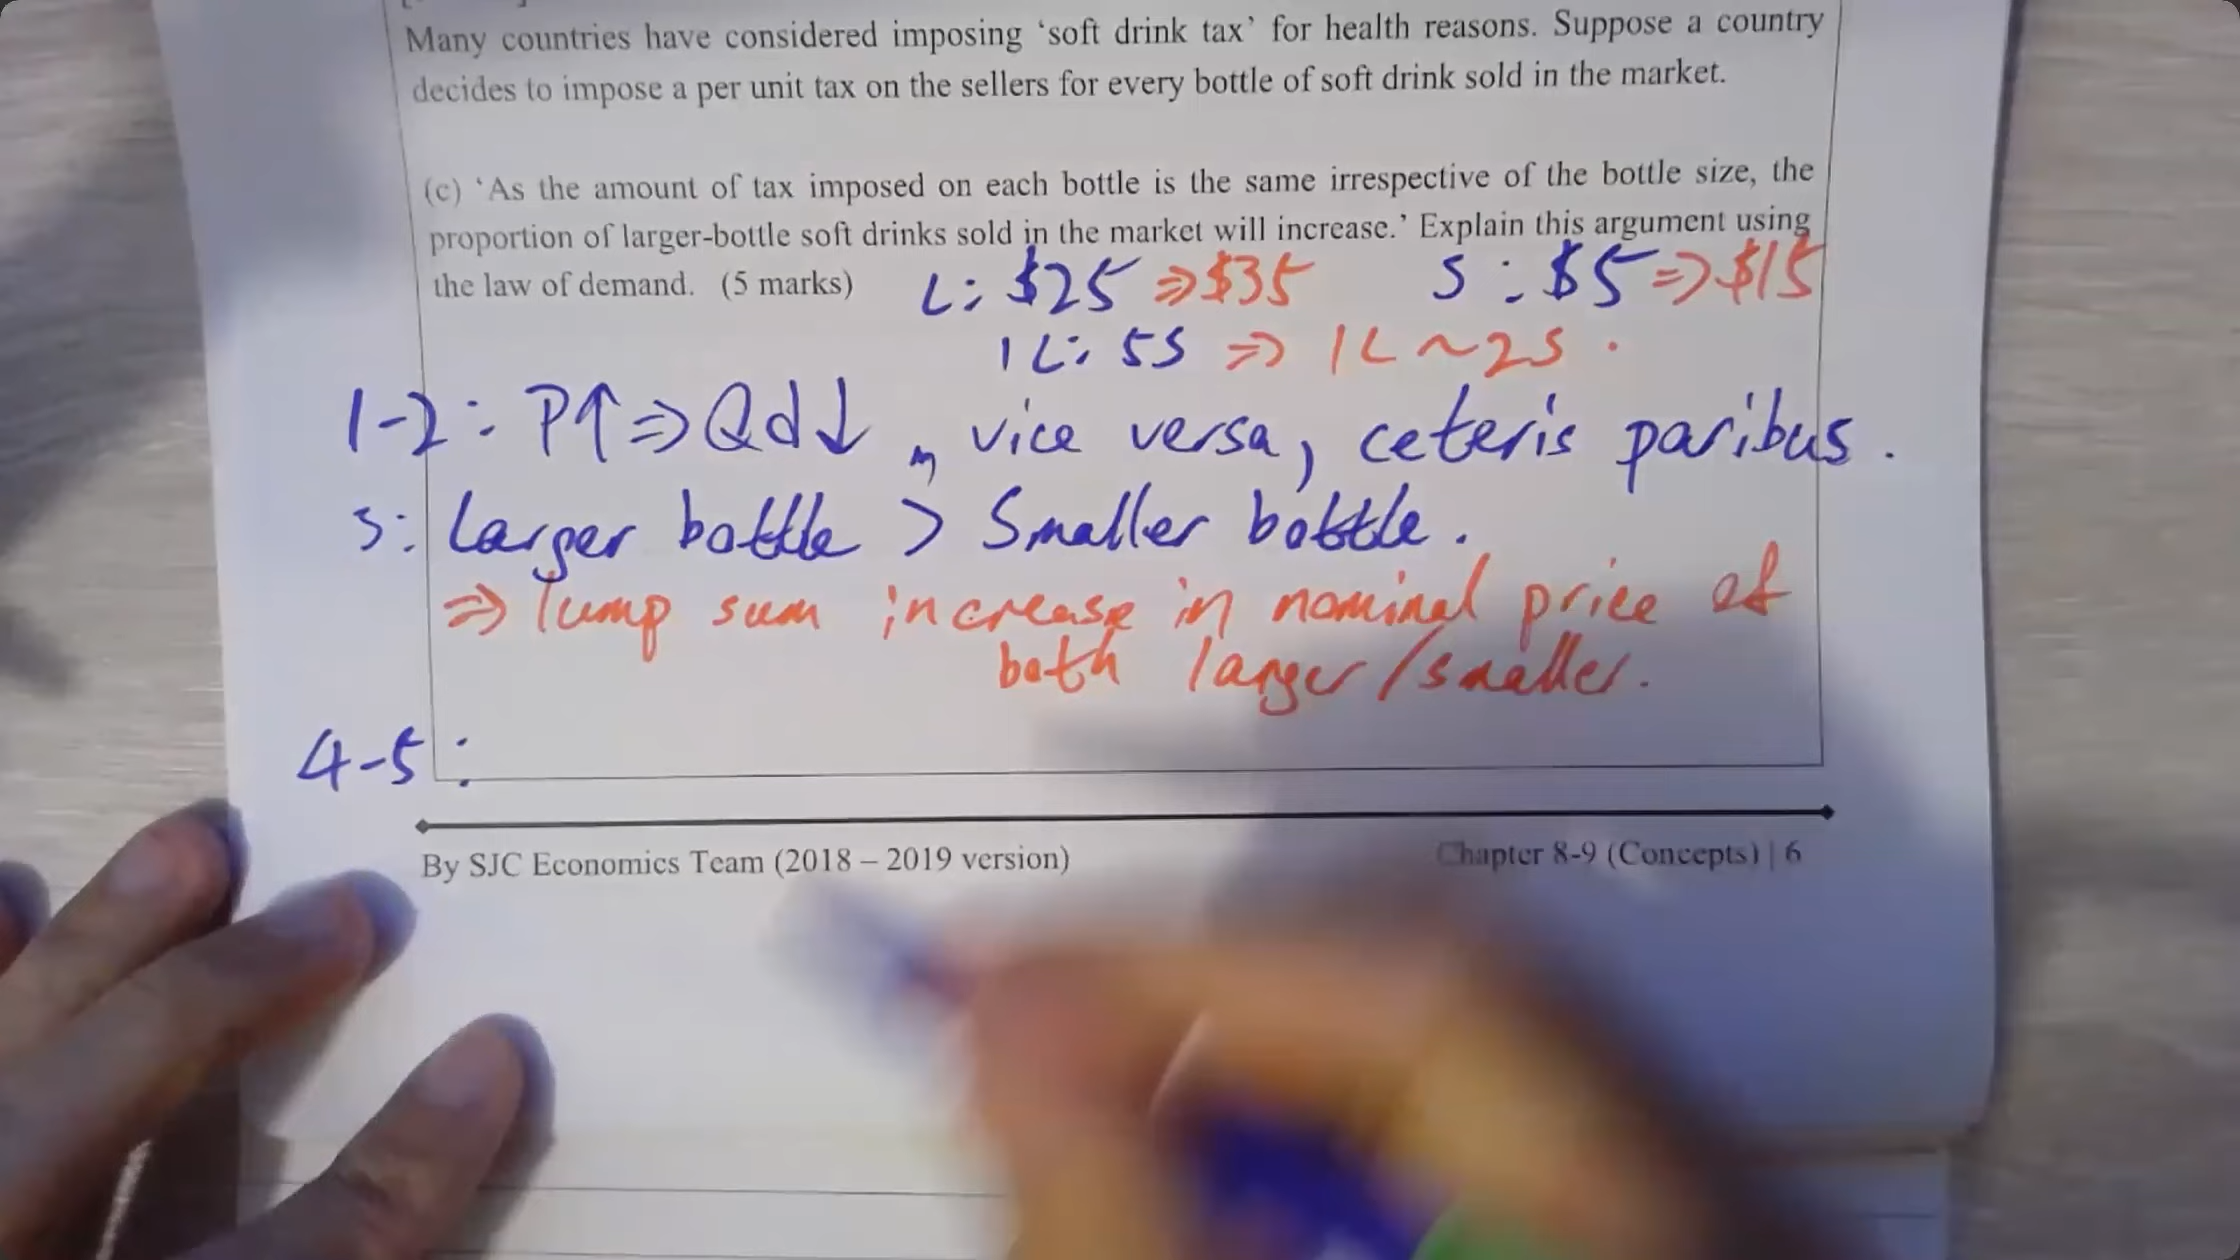 Many countries have considered imposing ‘soft drink tax’ for health reasons. Suppose a country
decides to impose a per unit tax on the sellers for every bottle of soft drink sold in the market.
(c) ‘As the amount of tax imposed on each bottle is the same irrespective of the bottle size, the
proportion of larger-bottle soft drinks sold in the market will increase.’ Explain this argument using
the law of demand. (5 marks)
L: $25 ⇒ $35 S : $5 ⇒ $15
1L: 5S ⇒ 1L ~ 2S .
1-2 : P↑ ⇒ Qd↓, vice versa, ceteris paribus.
3: Larger bottle > Smaller bottle.
⇒ lump sum increase in nominal price of
both larger/smaller.
4-5 :
By SJC Economics Team (2018 – 2019 version) Chapter 8-9 (Concepts) | 6